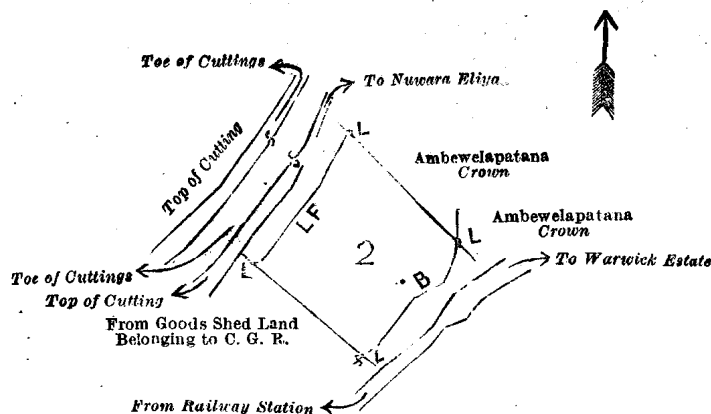 Toe of Cuttings
To Nuwara Eliya
L
S
S
Top of Cutting
Ambewelapatana
Crown
LF
Ambewelapatana
Crown
L
2
To Warwick Estate
B
Toe of Cuttings
L
Top of Cutting
From Goods Shed Land
Belonging to C. G. R.
L
From Railway Station